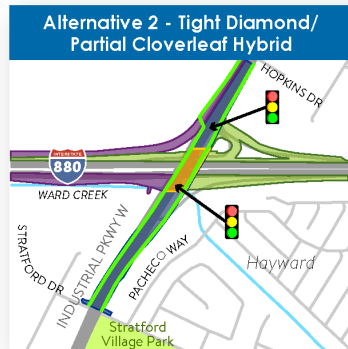 Alternative 2 - Tight Diamond/
Partial Cloverleaf Hybrid
HOPKINS DR
INTERSTATE
880
WARD CREEK
STRATFORD DR
INDUSTRIAL PKWY W
PACHECO WAY
Hayward
Stratford
Village Park